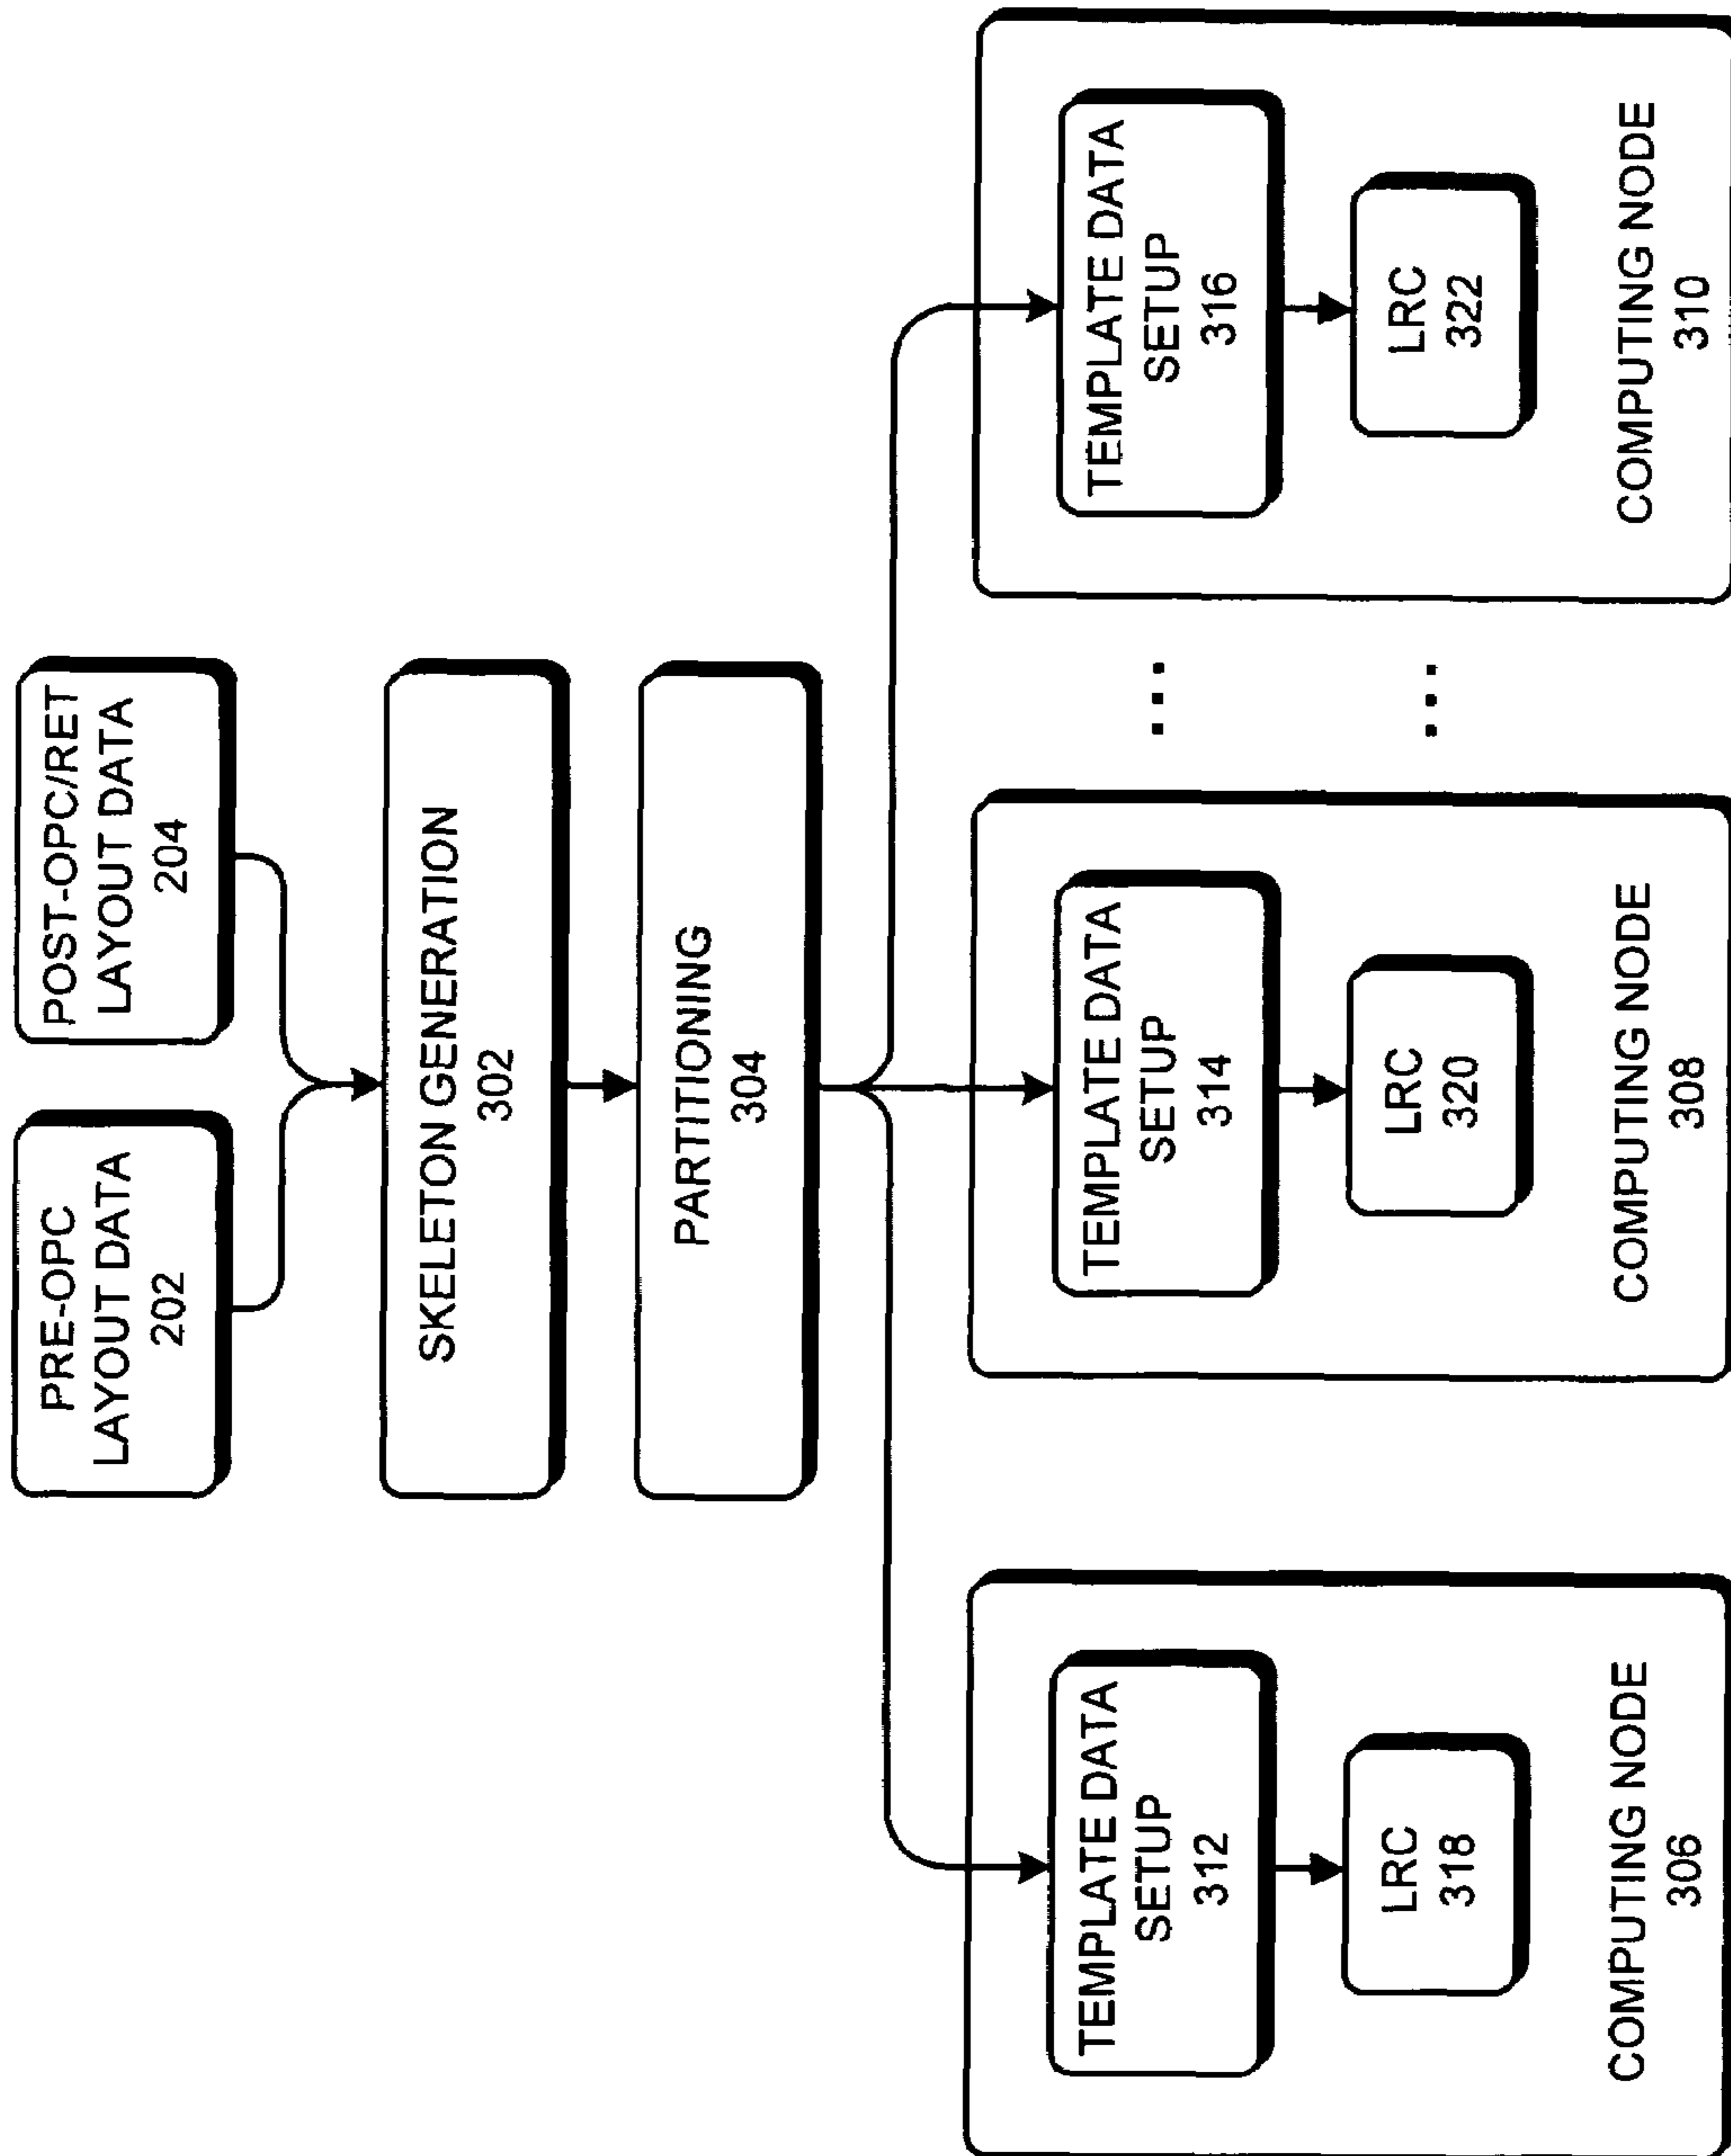 PRE-OPC
LAYOUT DATA
202
POST-OPC/RET
LAYOUT DATA
204
SKELETON GENERATION
302
PARTITIONING
304
TEMPLATE DATA
SETUP
312
LRC
318
COMPUTING NODE
306
TEMPLATE DATA
SETUP
314
LRC
320
COMPUTING NODE
308
...
...
TEMPLATE DATA
SETUP
316
LRC
322
COMPUTING NODE
310